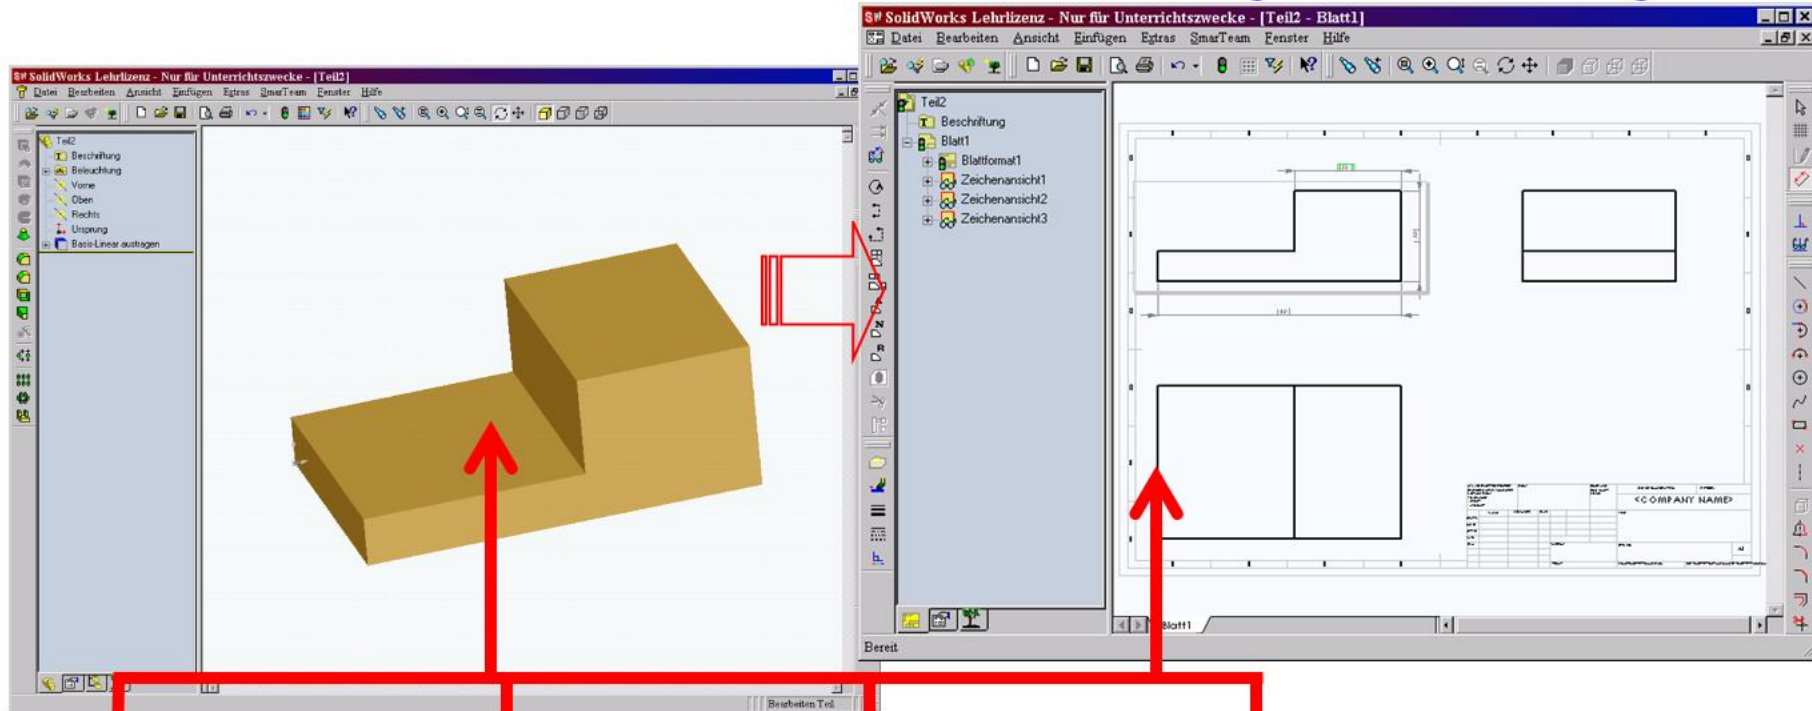 SolidWorks Lehrlizenz - Nur für Unterrichtszwecke - [Teil2]
Datei Bearbeiten Ansicht Einfügen Extras SmarTeam Fenster Hilfe
Teil2
Beschriftung
Beleuchtung
Vorne
Oben
Rechts
Ursprung
Basis-Linear austragen
Bearbeiten Teil
SolidWorks Lehrlizenz - Nur für Unterrichtszwecke - [Teil2 - Blatt1]
Datei Bearbeiten Ansicht Einfügen Extras SmarTeam Fenster Hilfe
Teil2
Beschriftung
Blatt1
Blattformat1
Zeichenansicht1
Zeichenansicht2
Zeichenansicht3
<COMPANY NAME>
Blatt1
Bereit